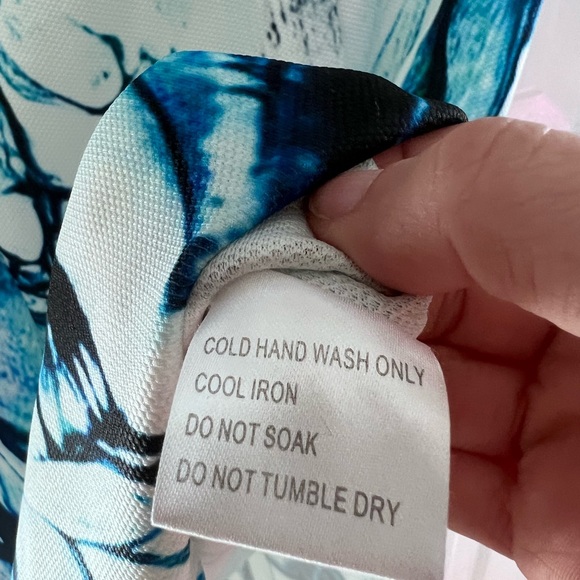 COLD HAND WASH ONLY
COOL IRON
DO NOT SOAK
DO NOT TUMBLE DRY